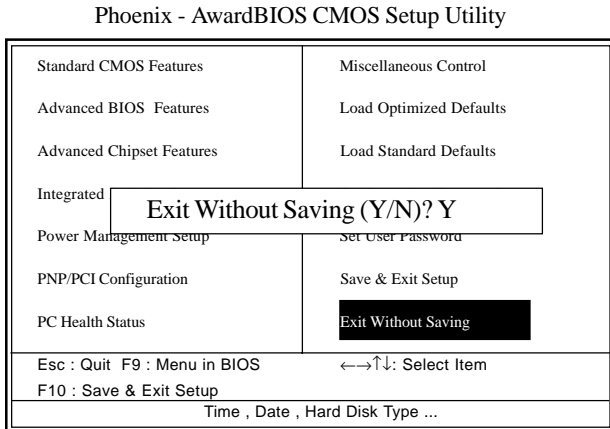 Phoenix - AwardBIOS CMOS Setup Utility
Standard CMOS Features
Advanced BIOS Features
Advanced Chipset Features
Integrated
Power Management Setup
PNP/PCI Configuration
PC Health Status
Miscellaneous Control
Load Optimized Defaults
Load Standard Defaults
Set User Password
Save & Exit Setup
Exit Without Saving
Exit Without Saving (Y/N)? Y
Esc : Quit F9 : Menu in BIOS ←→↑↓: Select Item
F10 : Save & Exit Setup
Time , Date , Hard Disk Type ...